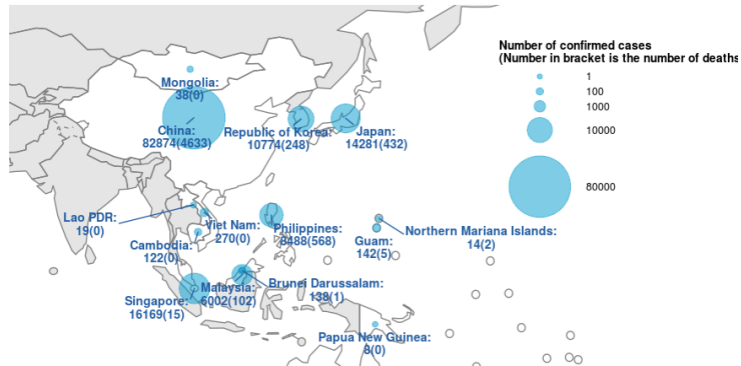 Number of confirmed cases
(Number in bracket is the number of deaths
1
100
1000
10000
80000
Mongolia:
38(0)
China:
82874(4633)
Republic of Korea:
10774(248)
Japan:
14281(432)
Lao PDR:
19(0)
Viet Nam:
270(0)
Cambodia:
122(0)
Philippines:
8488(568)
Guam:
142(5)
Northern Mariana Islands:
14(2)
Malaysia:
6002(102)
Brunei Darussalam:
138(1)
Singapore:
16169(15)
Papua New Guinea:
8(0)